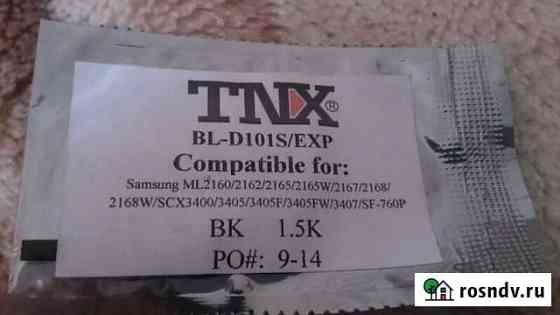 TNX®
BL-D101S/EXP
Compatible for:
Samsung ML2160/2162/2165/2165W/2167/2168/
2168W/SCX3400/3405/3405F/3405FW/3407/SF-760P
BK 1.5K
PO#: 9-14
rosndv.ru